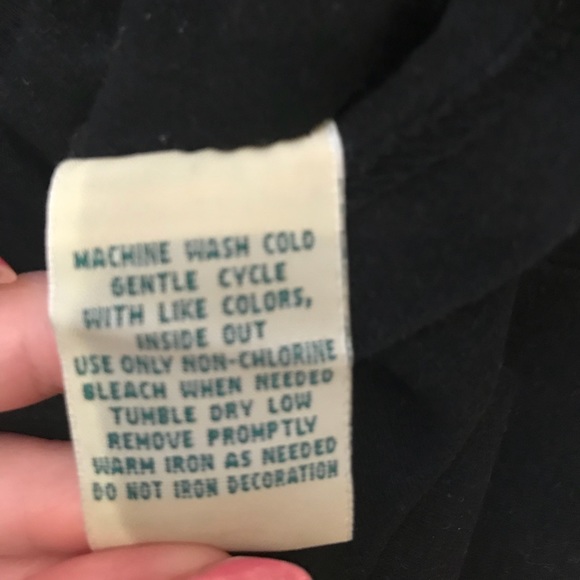 MACHINE WASH COLD
GENTLE CYCLE
WITH LIKE COLORS,
INSIDE OUT
USE ONLY NON-CHLORINE
BLEACH WHEN NEEDED
TUMBLE DRY LOW
REMOVE PROMPTLY
WARM IRON AS NEEDED
DO NOT IRON DECORATION